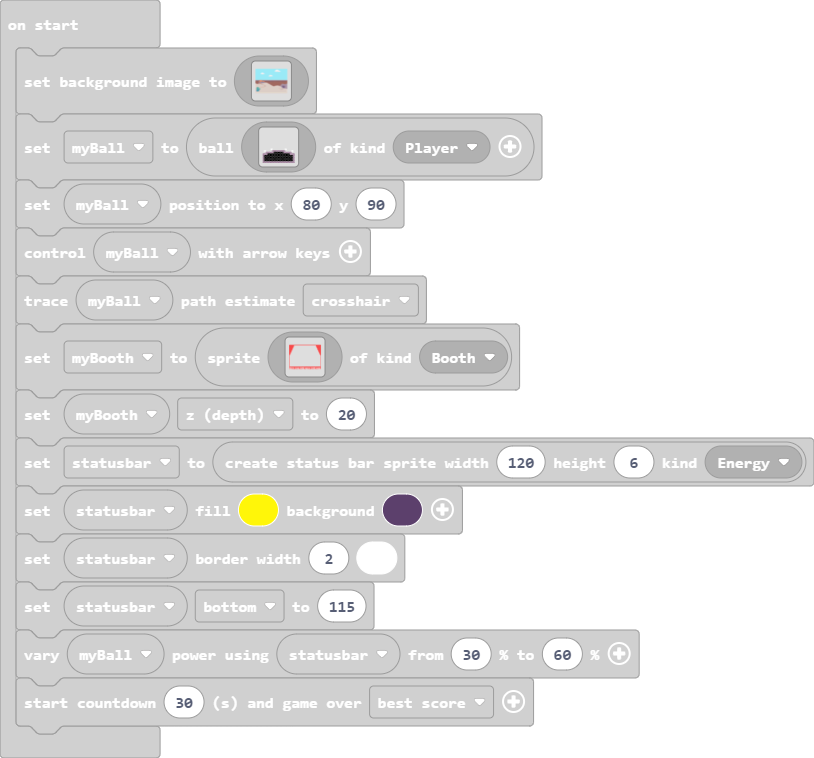 on start
set background image to
set myBall to ball of kind Player
set myBall position to x 80 y 90
control myBall with arrow keys
trace myBall path estimate crosshair
set myBooth to sprite of kind Booth
set myBooth z (depth) to 20
set statusbar to create status bar sprite width 120 height 6 kind Energy
set statusbar fill background
set statusbar border width 2
set statusbar bottom to 115
vary myBall power using statusbar from 30 % to 60 %
start countdown 30 (s) and game over best score